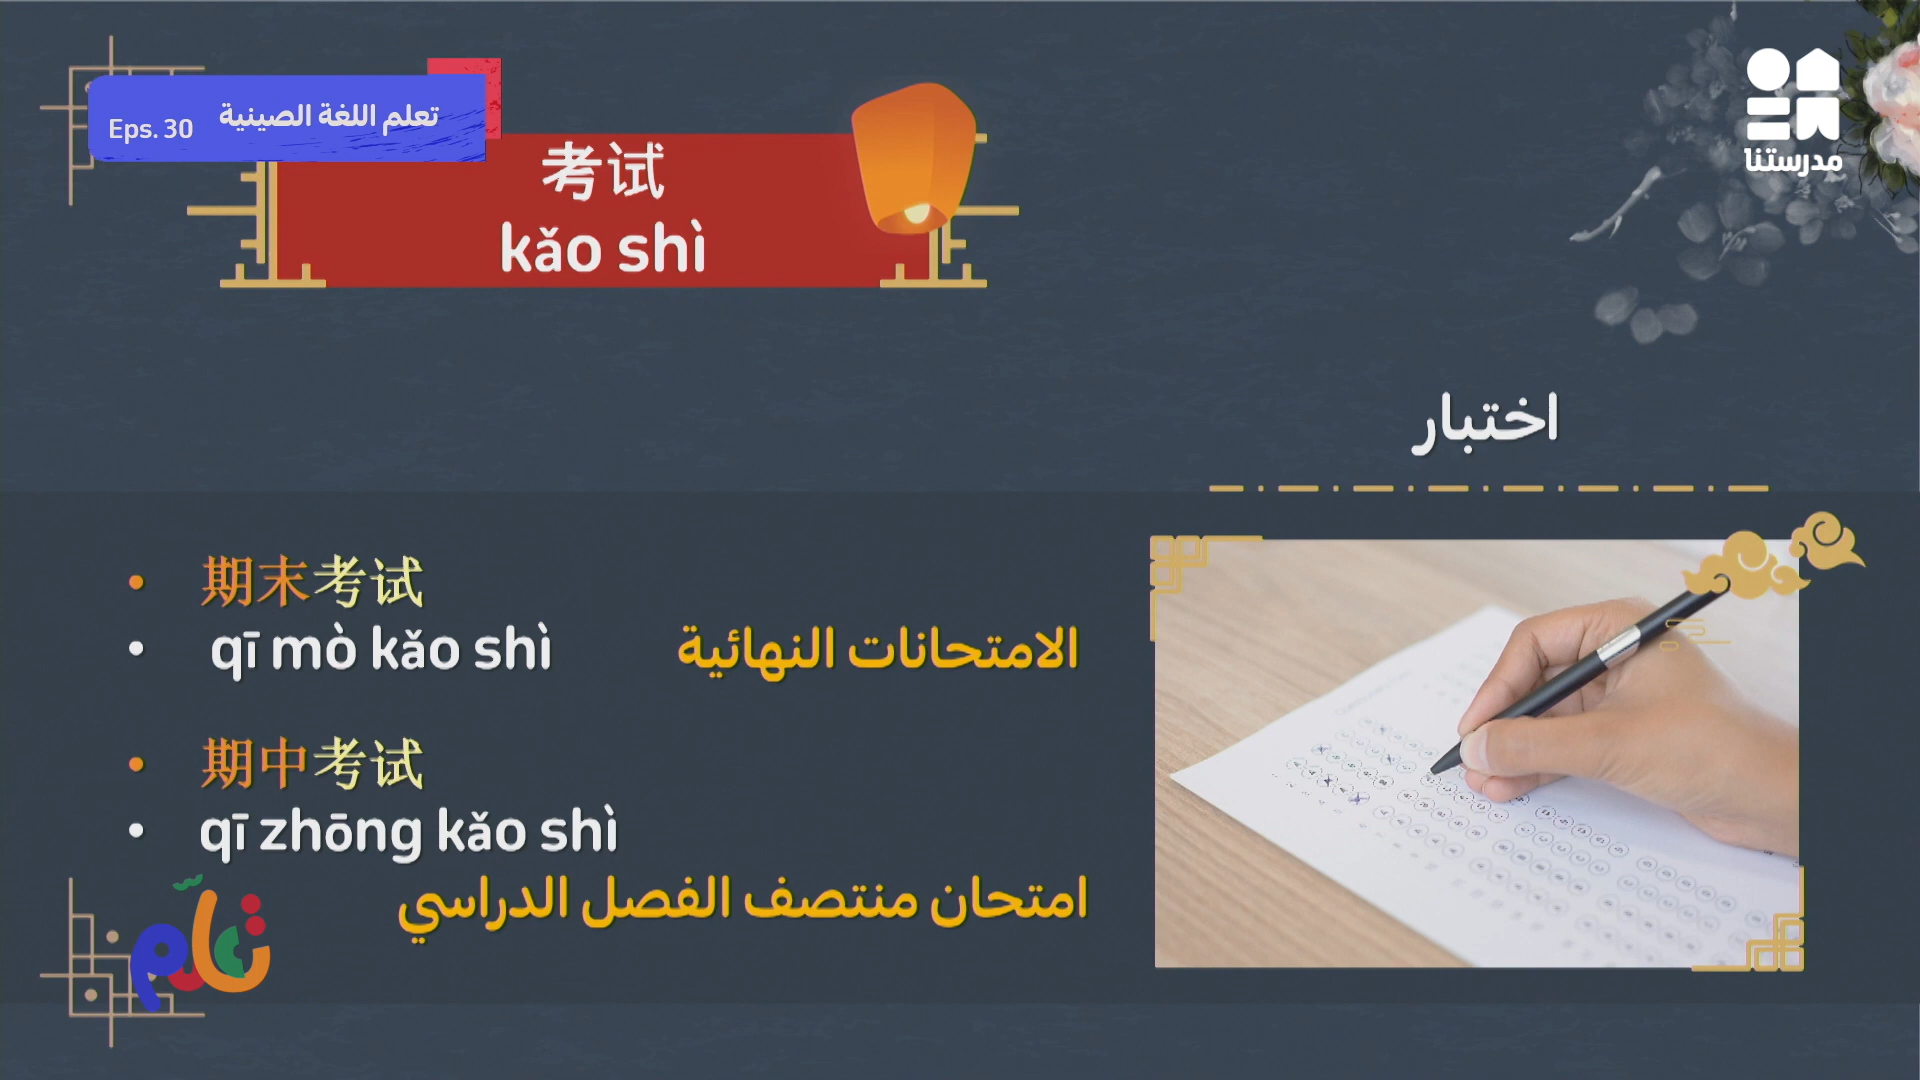 تعلم اللغة الصينية
Eps. 30
مدرستنا
考试
kǎo shì
اختبار
期末考试
qī mò kǎo shì
الامتحانات النهائية
期中考试
qī zhōng kǎo shì
امتحان منتصف الفصل الدراسي
تعلم